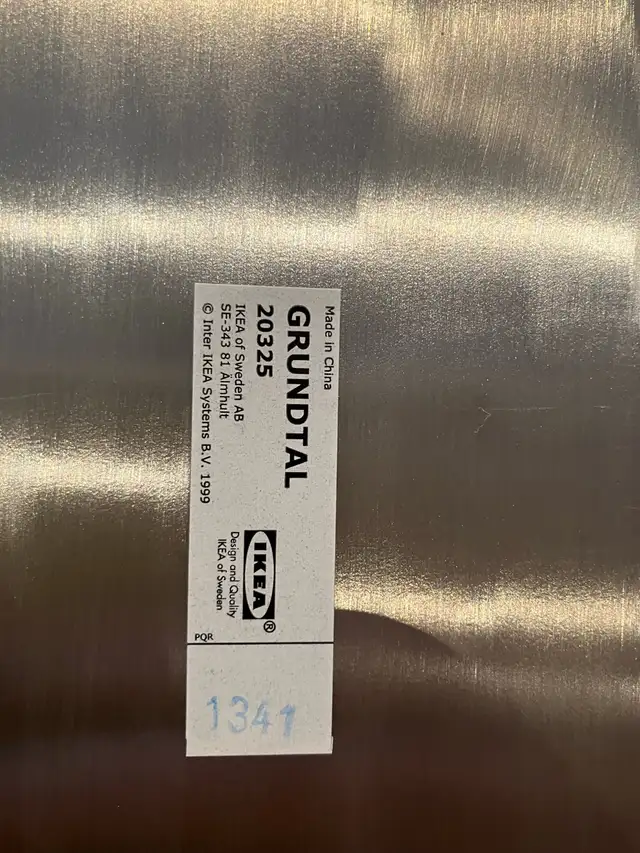 Made in China
GRUNDTAL
20325
IKEA of Sweden AB
SE-343 81 Älmhult
© Inter IKEA Systems B.V. 1999
IKEA®
Design and Quality
IKEA of Sweden
PQR
1341